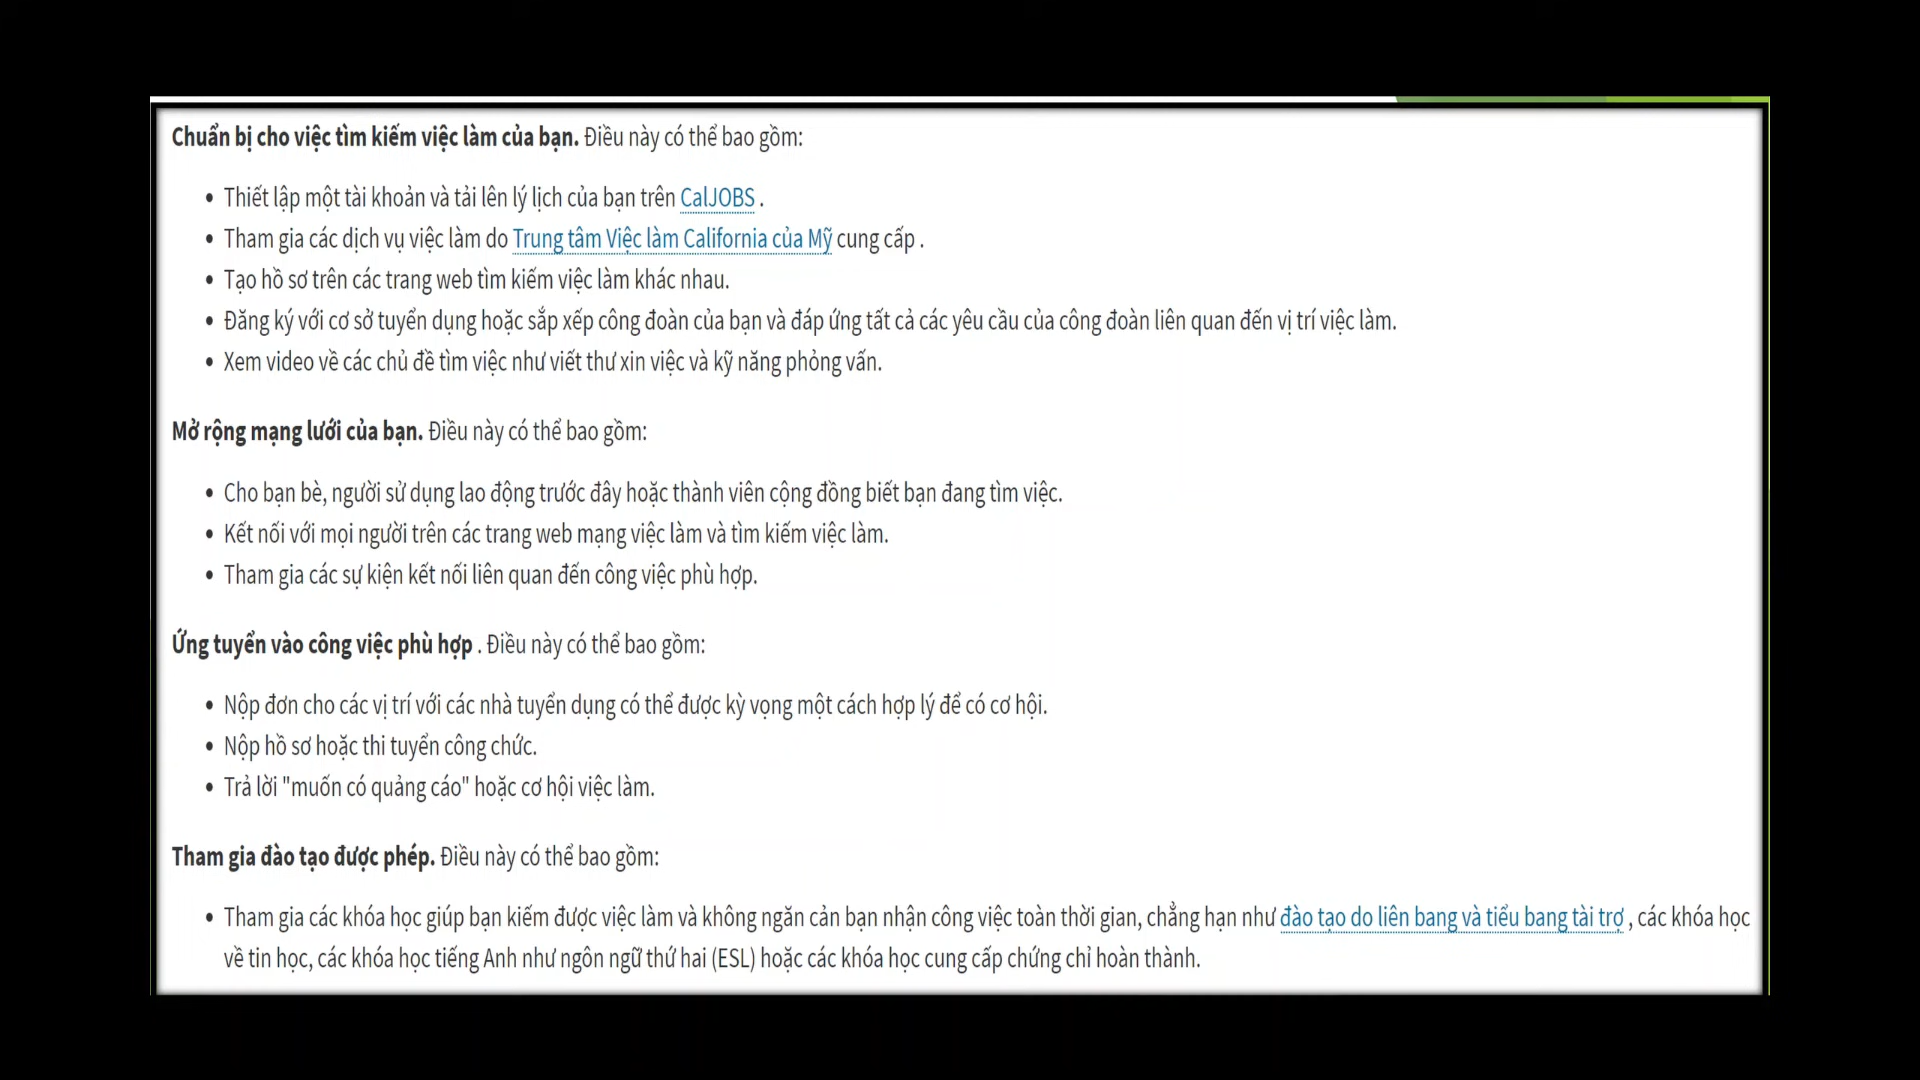 Chuẩn bị cho việc tìm kiếm việc làm của bạn. Điều này có thể bao gồm:
• Thiết lập một tài khoản và tải lên lý lịch của bạn trên CalJOBS .
• Tham gia các dịch vụ việc làm do Trung tâm Việc làm California của Mỹ cung cấp .
• Tạo hồ sơ trên các trang web tìm kiếm việc làm khác nhau.
• Đăng ký với cơ sở tuyển dụng hoặc sắp xếp công đoàn của bạn và đáp ứng tất cả các yêu cầu của công đoàn liên quan đến vị trí việc làm.
• Xem video về các chủ đề tìm việc như viết thư xin việc và kỹ năng phỏng vấn.
Mở rộng mạng lưới của bạn. Điều này có thể bao gồm:
• Cho bạn bè, người sử dụng lao động trước đây hoặc thành viên cộng đồng biết bạn đang tìm việc.
• Kết nối với mọi người trên các trang web mạng việc làm và tìm kiếm việc làm.
• Tham gia các sự kiện kết nối liên quan đến công việc phù hợp.
Ứng tuyển vào công việc phù hợp . Điều này có thể bao gồm:
• Nộp đơn cho các vị trí với các nhà tuyển dụng có thể được kỳ vọng một cách hợp lý để có cơ hội.
• Nộp hồ sơ hoặc thi tuyển công chức.
• Trả lời "muốn có quảng cáo" hoặc cơ hội việc làm.
Tham gia đào tạo được phép. Điều này có thể bao gồm:
• Tham gia các khóa học giúp bạn kiếm được việc làm và không ngăn cản bạn nhận công việc toàn thời gian, chẳng hạn như đào tạo do liên bang và tiểu bang tài trợ , các khóa học
về tin học, các khóa học tiếng Anh như ngôn ngữ thứ hai (ESL) hoặc các khóa học cung cấp chứng chỉ hoàn thành.